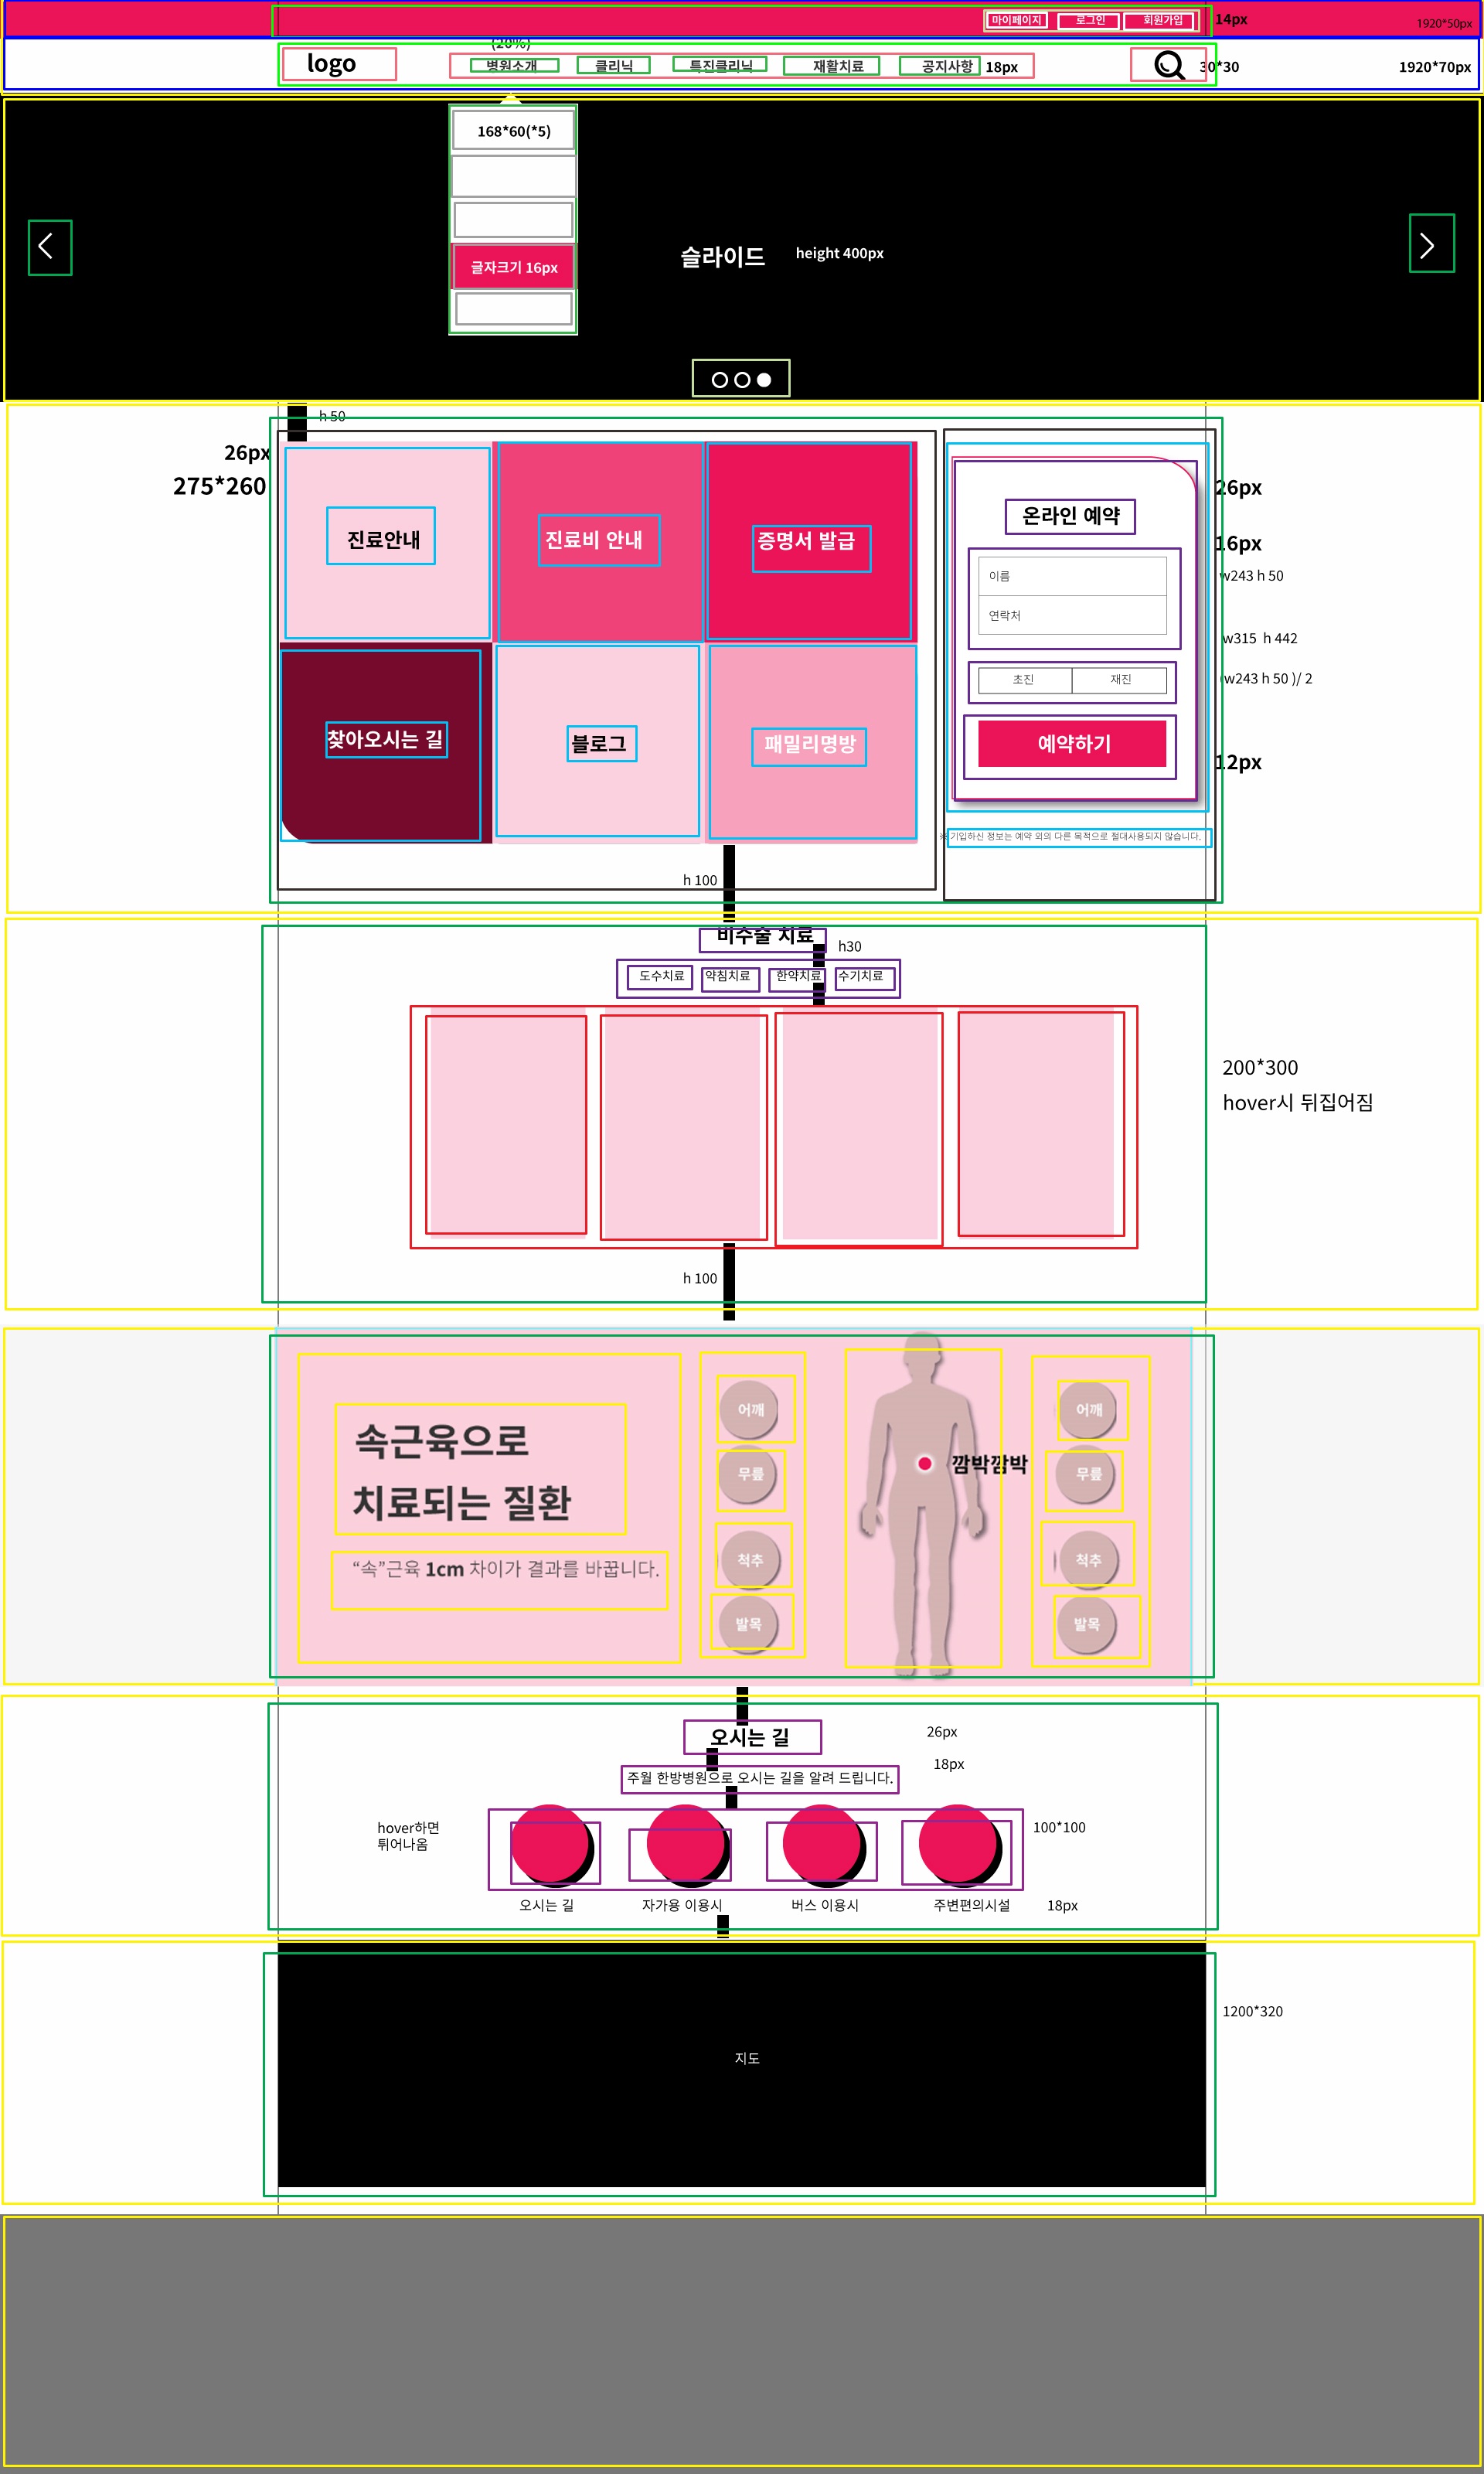 마이페이지 로그인 회원가입 14px 1920*50px
(20%)
logo 병원소개 클리닉 특진클리닉 재활치료 공지사항 18px 30*30 1920*70px
168*60(*5)
글자크기 16px
슬라이드 height 400px
h 50
26px
275*260
진료안내 진료비 안내 증명서 발급
찾아오시는 길 블로그 패밀리명방
26px
온라인 예약
16px
이름 w243 h 50
연락처
w315 h 442
초진 재진 (w243 h 50 )/ 2
예약하기
12px
※ 기입하신 정보는 예약 외의 다른 목적으로 절대사용되지 않습니다.
h 100
비수술 치료
h30
도수치료 약침치료 한약치료 수기치료
200*300
hover시 뒤집어짐
h 100
속근육으로
치료되는 질환
“속”근육 1cm 차이가 결과를 바꿉니다.
어깨
무릎
척추
발목
깜박깜박
어깨
무릎
척추
발목
오시는 길 26px
주월 한방병원으로 오시는 길을 알려 드립니다. 18px
hover하면
튀어나옴
100*100
오시는 길 자가용 이용시 버스 이용시 주변편의시설 18px
1200*320
지도